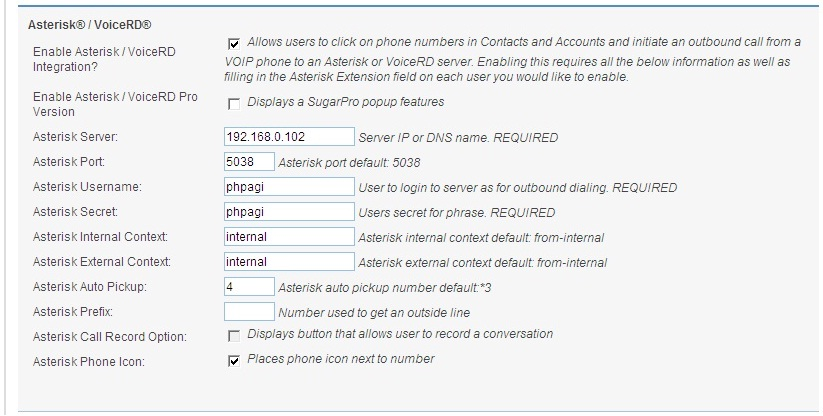 Asterisk® / VoiceRD®
Enable Asterisk / VoiceRD Integration?
Allows users to click on phone numbers in Contacts and Accounts and initiate an outbound call from a
VOIP phone to an Asterisk or VoiceRD server. Enabling this requires all the below information as well as
filling in the Asterisk Extension field on each user you would like to enable.
Enable Asterisk / VoiceRD Pro
Version
Displays a SugarPro popup features
Asterisk Server: 192.168.0.102 Server IP or DNS name. REQUIRED
Asterisk Port: 5038 Asterisk port default: 5038
Asterisk Username: phpagi User to login to server as for outbound dialing. REQUIRED
Asterisk Secret: phpagi Users secret for phrase. REQUIRED
Asterisk Internal Context: internal Asterisk internal context default: from-internal
Asterisk External Context: internal Asterisk external context default: from-internal
Asterisk Auto Pickup: 4 Asterisk auto pickup number default:*3
Asterisk Prefix: Number used to get an outside line
Asterisk Call Record Option: Displays button that allows user to record a conversation
Asterisk Phone Icon: Places phone icon next to number